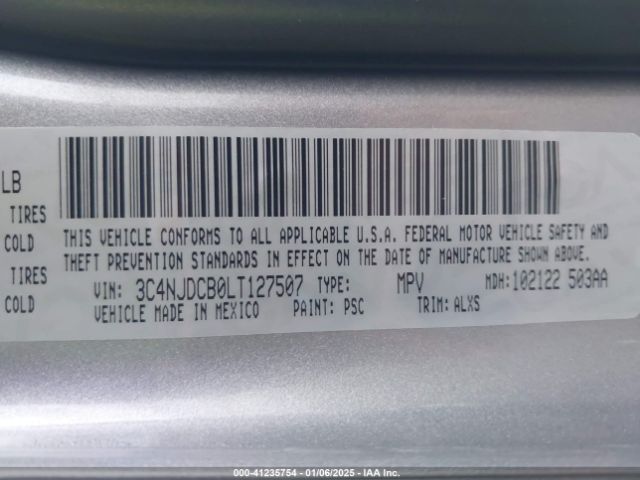 LB
TIRES
COLD
TIRES
COLD
THIS VEHICLE CONFORMS TO ALL APPLICABLE U.S.A. FEDERAL MOTOR VEHICLE SAFETY AND
THEFT PREVENTION STANDARDS IN EFFECT ON THE DATE OF MANUFACTURE SHOWN ABOVE.
VIN: 3C4NJDCB0LT127507 TYPE: MPV MDH:102122 503AA
VEHICLE MADE IN MEXICO PAINT: PSC TRIM: ALXS
000-41235754 — 01/06/2025 — IAA Inc.